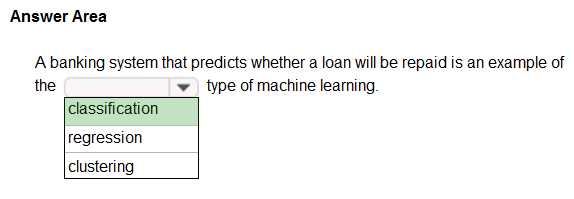 Answer Area
A banking system that predicts whether a loan will be repaid is an example of
the type of machine learning.
classification
regression
clustering